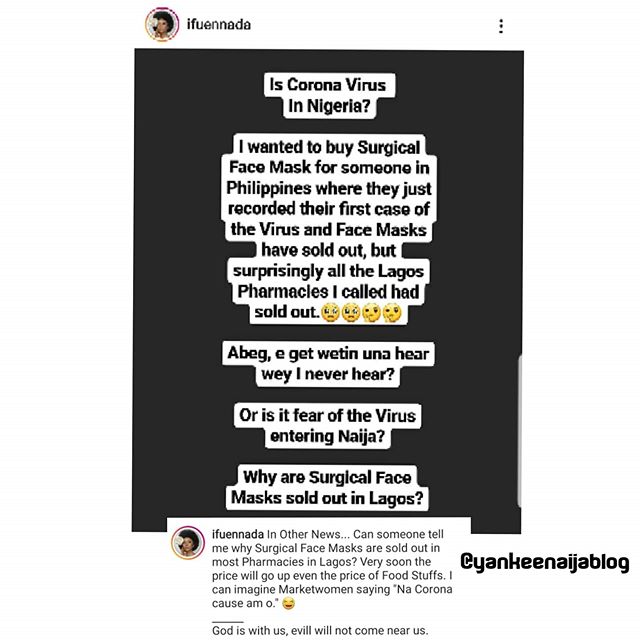 ifuennada
Is Corona Virus
In Nigeria?
I wanted to buy Surgical
Face Mask for someone in
Philippines where they just
recorded their first case of
the Virus and Face Masks
have sold out, but
surprisingly all the Lagos
Pharmacies I called had
sold out.🥺🥺🤔🤔
Abeg, e get wetin una hear
wey I never hear?
Or is it fear of the Virus
entering Naija?
Why are Surgical Face
Masks sold out in Lagos?
ifuennada In Other News... Can someone tell
me why Surgical Face Masks are sold out in
most Pharmacies in Lagos? Very soon the
price will go up even the price of Food Stuffs. I
can imagine Marketwomen saying "Na Corona
cause am o." 😂
God is with us, evill will not come near us.
@yankeenaijablog